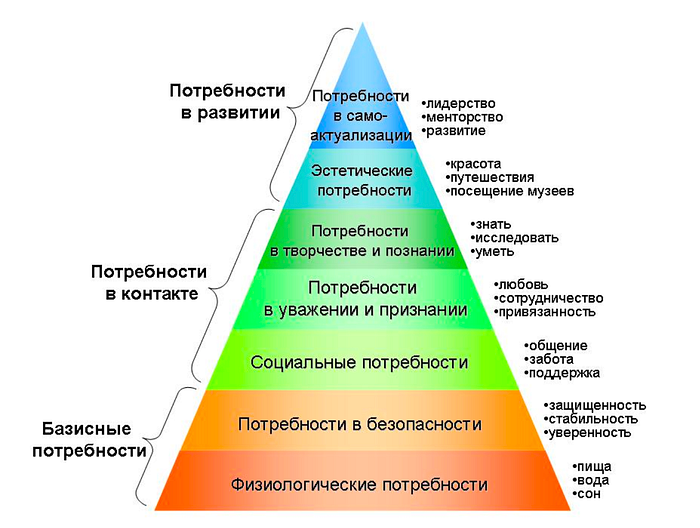 Потребности
в развитии
Потребности
в само-
актуализации
•лидерство
•менторство
•развитие
Эстетические
потребности
•красота
•путешествия
•посещение музеев
Потребности
в контакте
Потребности
в творчестве и познании
•знать
•исследовать
•уметь
Потребности
в уважении и признании
•любовь
•сотрудничество
•привязанность
Социальные потребности
•общение
•забота
•поддержка
Базисные
потребности
Потребности в безопасности
•защищенность
•стабильность
•уверенность
Физиологические потребности
•пища
•вода
•сон